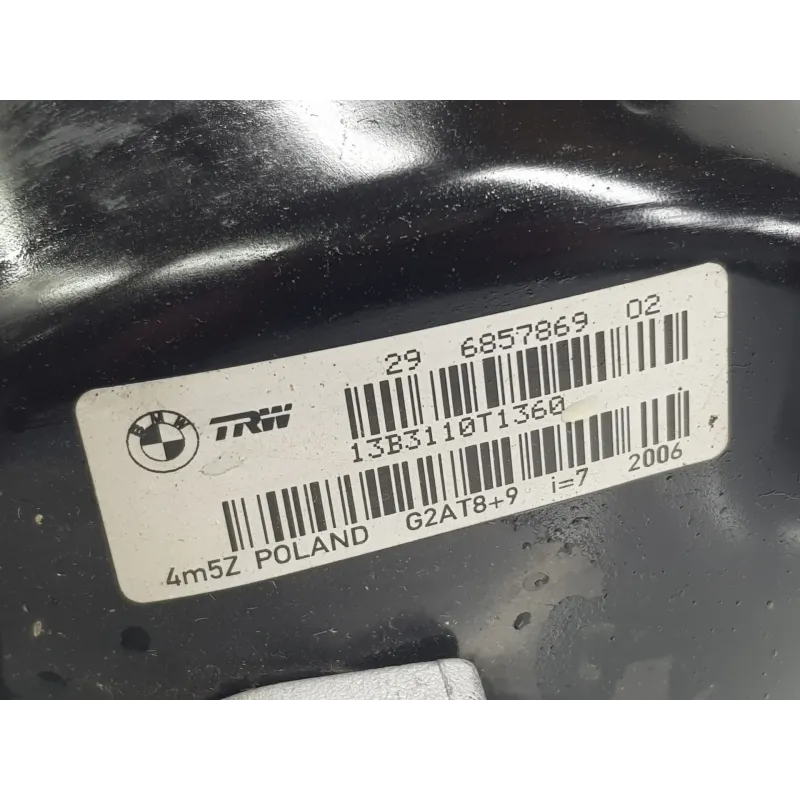 29 6857869 02
BMW TRW
13B3110T1360
4m5Z POLAND G2AT8+9 i=7 2006